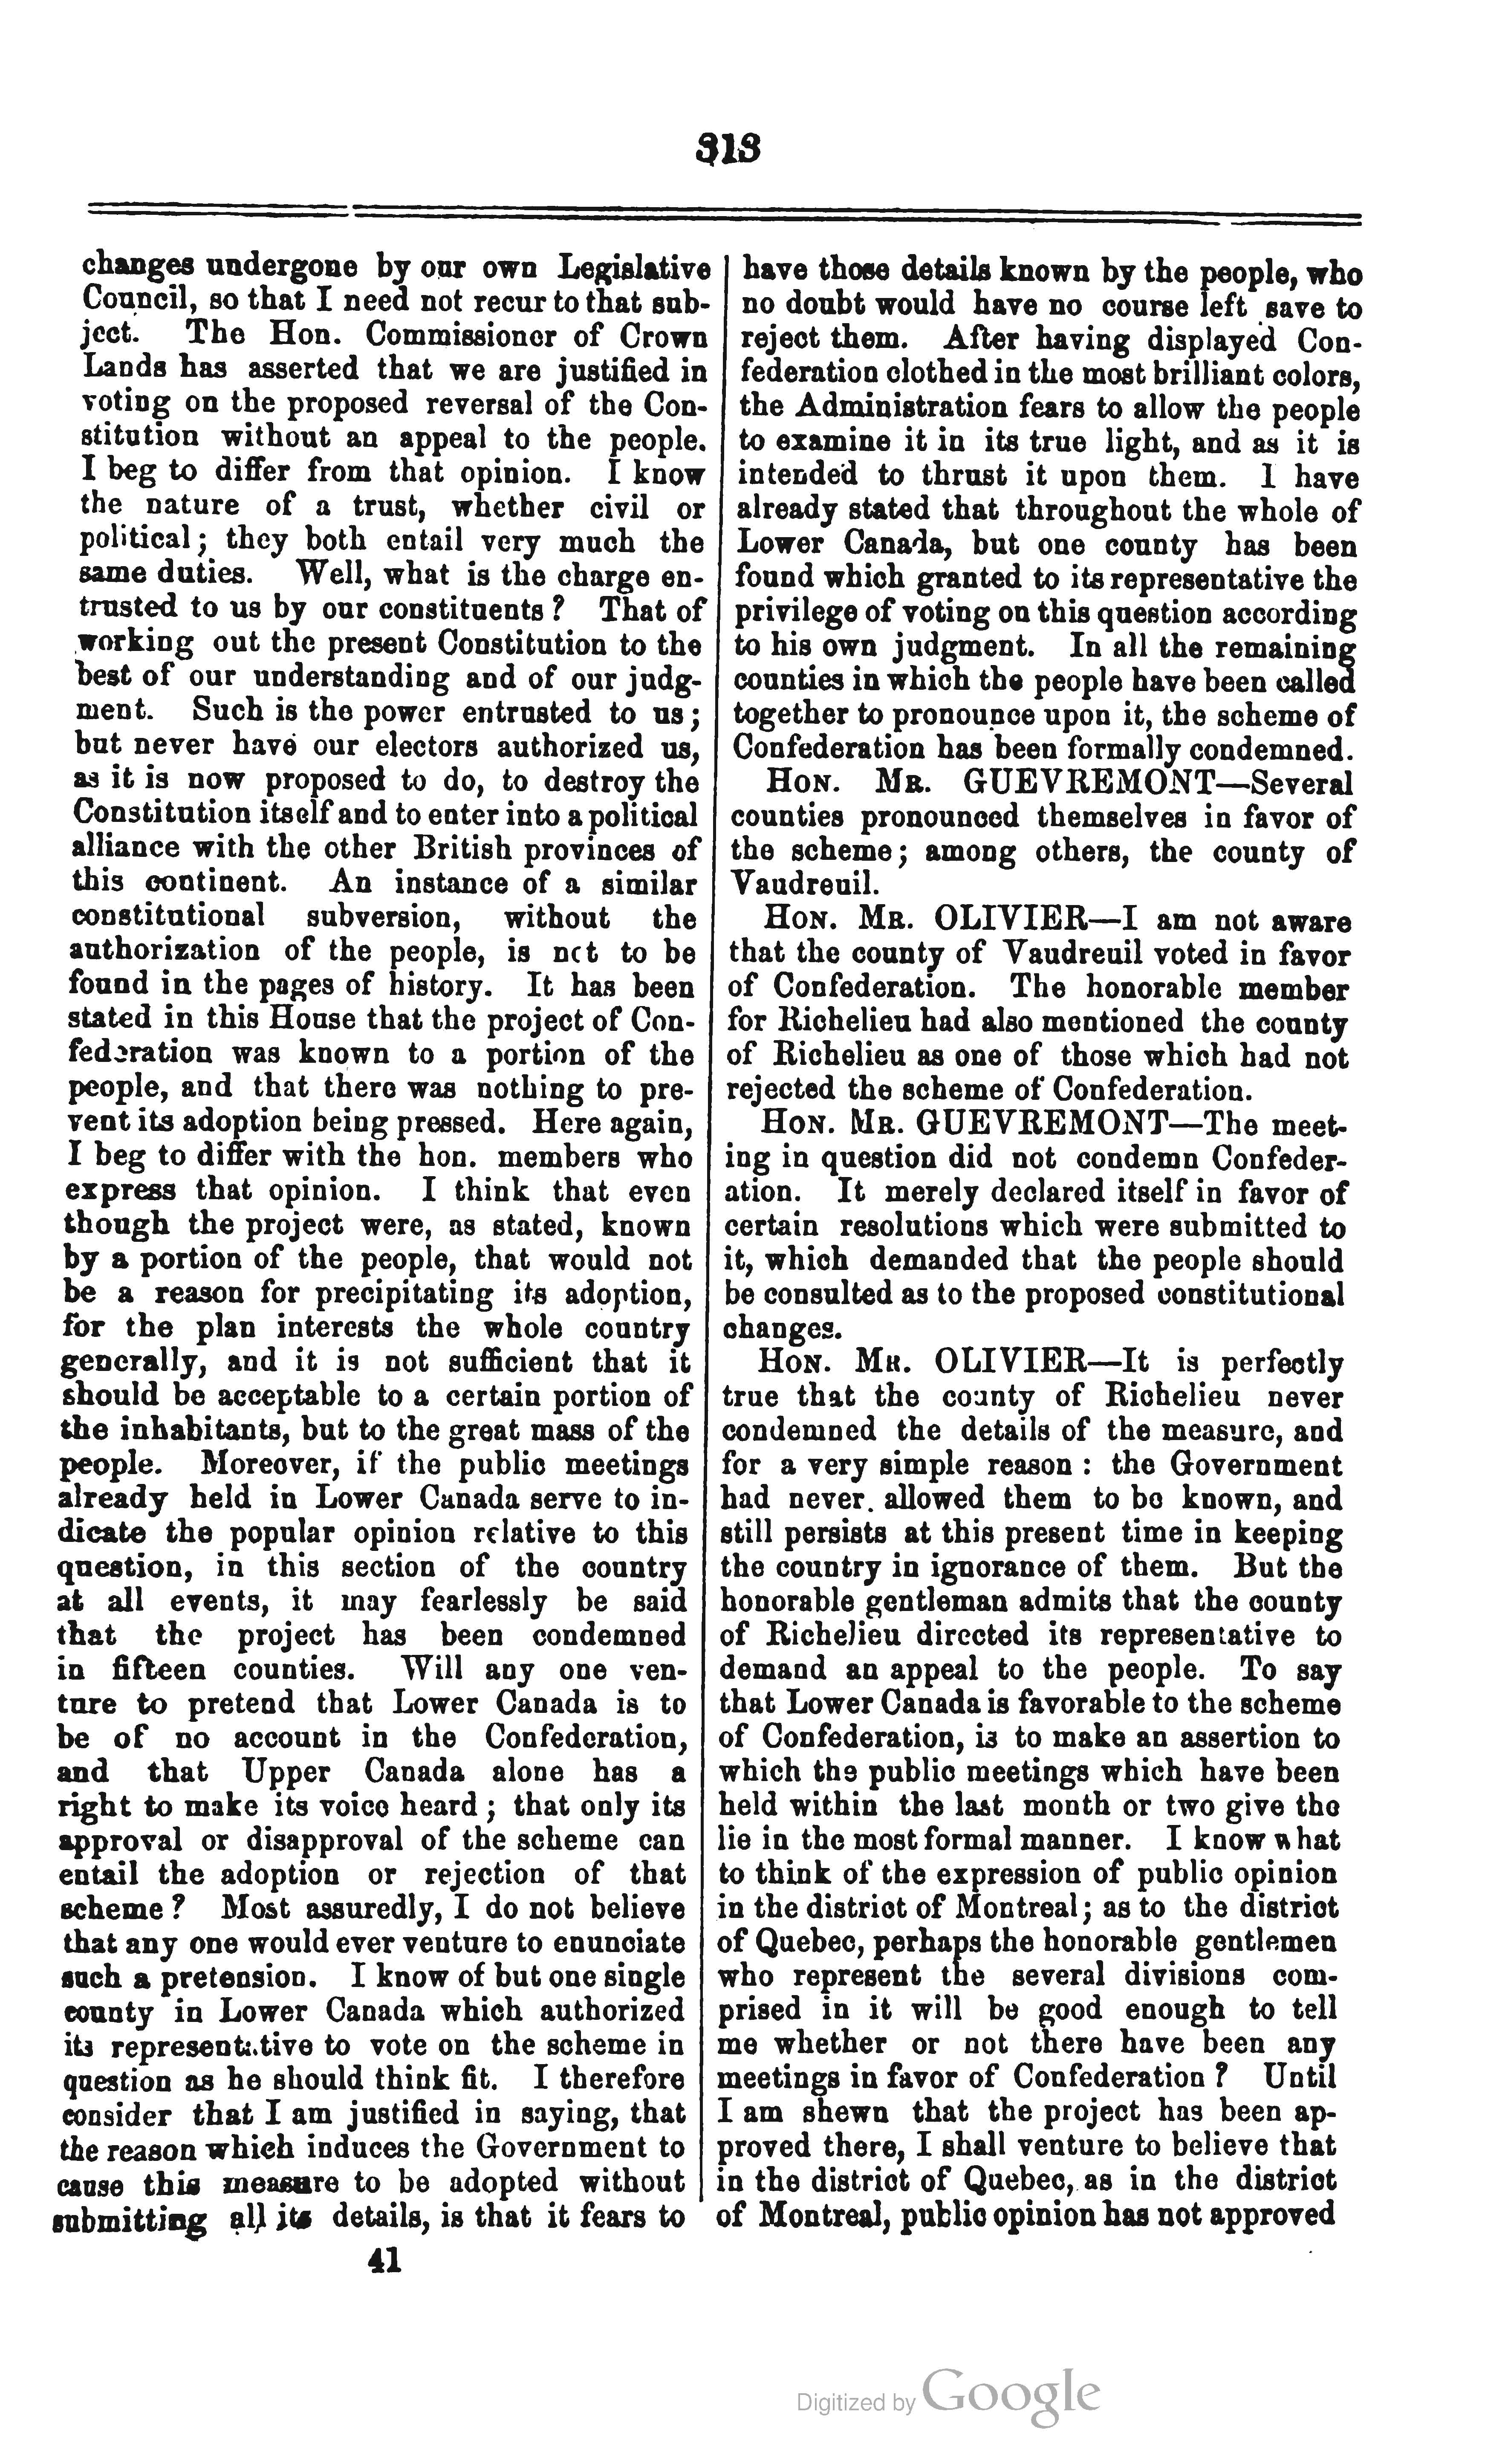 313
changes undergone by our own Legislative
Council, so that I need not recur to that sub-
ject. The Hon. Commissioner of Crown
Lands has asserted that we are justified in
voting on the proposed reversal of the Con-
stitution without an appeal to the people.
I beg to differ from that opinion. I know
the nature of a trust, whether civil or
political; they both entail very much the
same duties. Well, what is the charge en-
trusted to us by our constituents? That of
working out the present Constitution to the
best of our understanding and of our judg-
ment. Such is the power entrusted to us;
but never have our electors authorized us,
as it is now proposed to do, to destroy the
Constitution itself and to enter into a political
alliance with the other British provinces of
this continent. An instance of a similar
constitutional subversion, without the
authorization of the people, is not to be
found in the pages of history. It has been
stated in this House that the project of Con-
federation was known to a portion of the
people, and that there was nothing to pre-
vent its adoption being pressed. Here again,
I beg to differ with the hon. members who
express that opinion. I think that even
though the project were, as stated, known
by a portion of the people, that would not
be a reason for precipitating its adoption,
for the plan interests the whole country
generally, and it is not sufficient that it
should be acceptable to a certain portion of
the inhabitants, but to the great mass of the
people. Moreover, if the public meetings
already held in Lower Canada serve to in-
dicate the popular opinion relative to this
question, in this section of the country
at all events, it may fearlessly be said
that the project has been condemned
in fifteen counties. Will any one ven-
ture to pretend that Lower Canada is to
be of no account in the Confederation,
and that Upper Canada alone has a
right to make its voice heard; that only its
approval or disapproval of the scheme can
entail the adoption or rejection of that
scheme? Most assuredly, I do not believe
that any one would ever venture to enunciate
such a pretension. I know of but one single
county in Lower Canada which authorized
its representative to vote on the scheme in
question as he should think fit. I therefore
consider that I am justified in saying, that
the reason which induces the Government to
cause this measure to be adopted without
submitting all its details, is that it fears to
41
have those details known by the people, who
no doubt would have no course left save to
reject them. After having displayed Con-
federation clothed in the most brilliant colors,
the Administration fears to allow the people
to examine it in its true light, and as it is
intended to thrust it upon them. I have
already stated that throughout the whole of
Lower Canada, but one county has been
found which granted to its representative the
privilege of voting on this question according
to his own judgment. In all the remaining
counties in which the people have been called
together to pronounce upon it, the scheme of
Confederation has been formally condemned.
HON. MR. GUEVREMONT—Several
counties pronounced themselves in favor of
the scheme; among others, the county of
Vaudreuil.
HON. MR. OLIVIER—I am not aware
that the county of Vaudreuil voted in favor
of Confederation. The honorable member
for Richelieu had also mentioned the county
of Richelieu as one of those which had not
rejected the scheme of Confederation.
HON. MR. GUEVREMONT—The meet-
ing in question did not condemn Confeder-
ation. It merely declared itself in favor of
certain resolutions which were submitted to
it, which demanded that the people should
be consulted as to the proposed constitutional
changes.
HON. MR. OLIVIER—It is perfectly
true that the county of Richelieu never
condemned the details of the measure, and
for a very simple reason: the Government
had never allowed them to be known, and
still persists at this present time in keeping
the country in ignorance of them. But the
honorable gentleman admits that the county
of Richelieu directed its representative to
demand an appeal to the people. To say
that Lower Canada is favorable to the scheme
of Confederation, is to make an assertion to
which the public meetings which have been
held within the last month or two give the
lie in the most formal manner. I know what
to think of the expression of public opinion
in the district of Montreal; as to the district
of Quebec, perhaps the honorable gentlemen
who represent the several divisions com-
prised in it will be good enough to tell
me whether or not there have been any
meetings in favor of Confederation? Until
I am shewn that the project has been ap-
proved there, I shall venture to believe that
in the district of Quebec, as in the district
of Montreal, public opinion has not approved
Digitized by Google